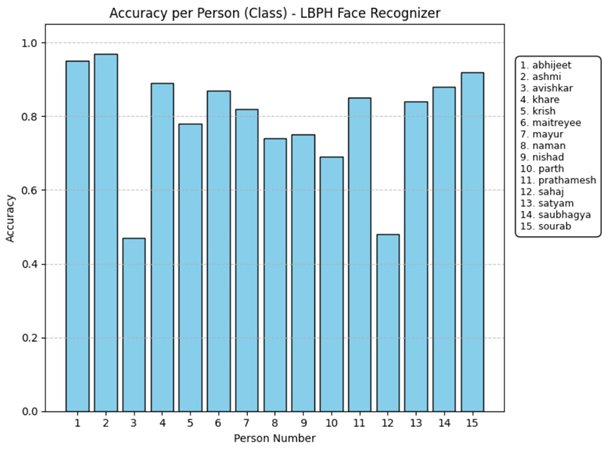 Accuracy per Person (Class) - LBPH Face Recognizer
1.0
0.8
0.6
0.4
0.2
0.0
Accuracy
1 2 3 4 5 6 7 8 9 10 11 12 13 14 15
Person Number
1. abhijeet
2. ashmi
3. avishkar
4. khare
5. krish
6. maitreyee
7. mayur
8. naman
9. nishad
10. parth
11. prathamesh
12. sahaj
13. satyam
14. saubhagya
15. sourab